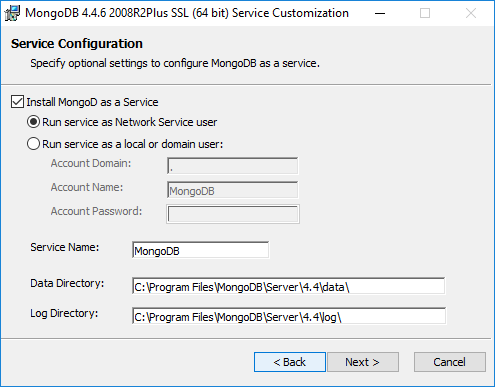 MongoDB 4.4.6 2008R2Plus SSL (64 bit) Service Customization
Service Configuration
Specify optional settings to configure MongoDB as a service.
Install MongoD as a Service
Run service as Network Service user
Run service as a local or domain user:
Account Domain: .
Account Name: MongoDB
Account Password:
Service Name: MongoDB
Data Directory: C:\Program Files\MongoDB\Server\4.4\data\
Log Directory: C:\Program Files\MongoDB\Server\4.4\log\
< Back Next > Cancel